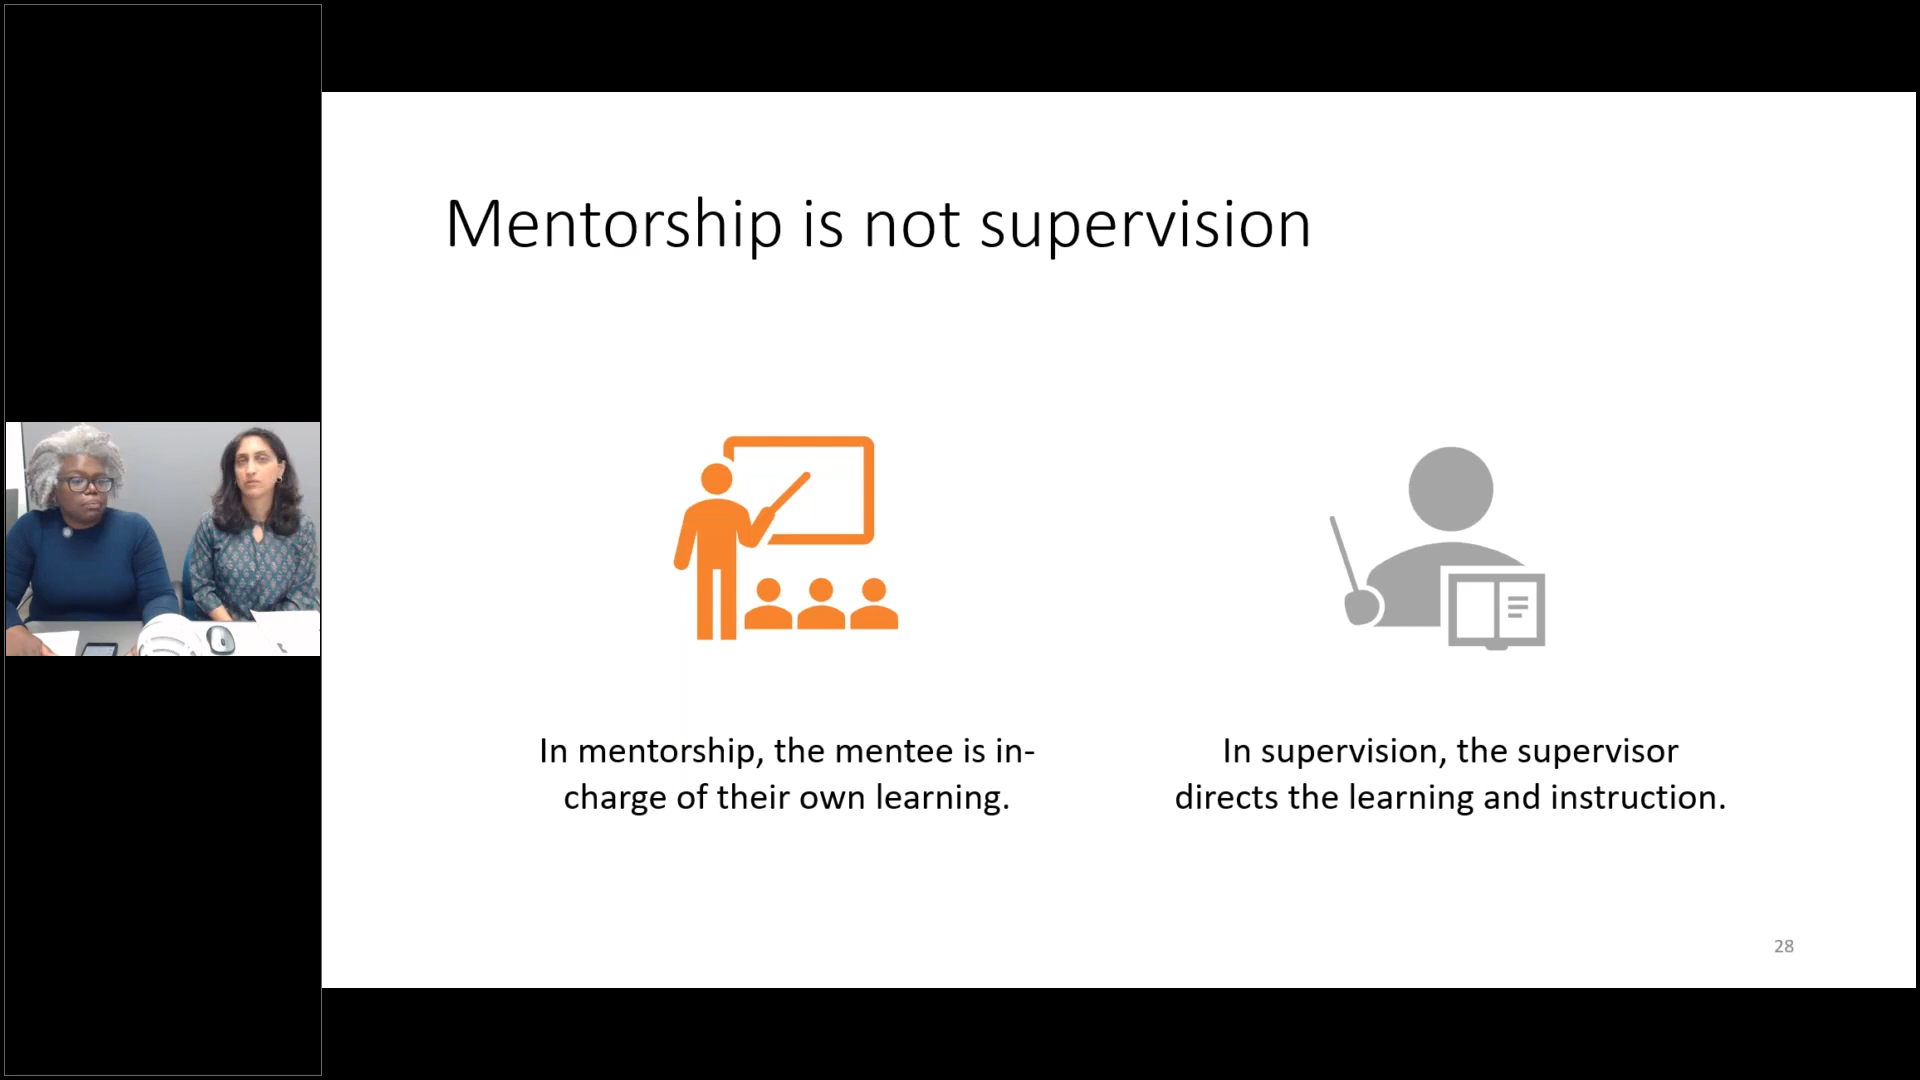 Mentorship is not supervision
In mentorship, the mentee is in-
charge of their own learning.
In supervision, the supervisor
directs the learning and instruction.
28